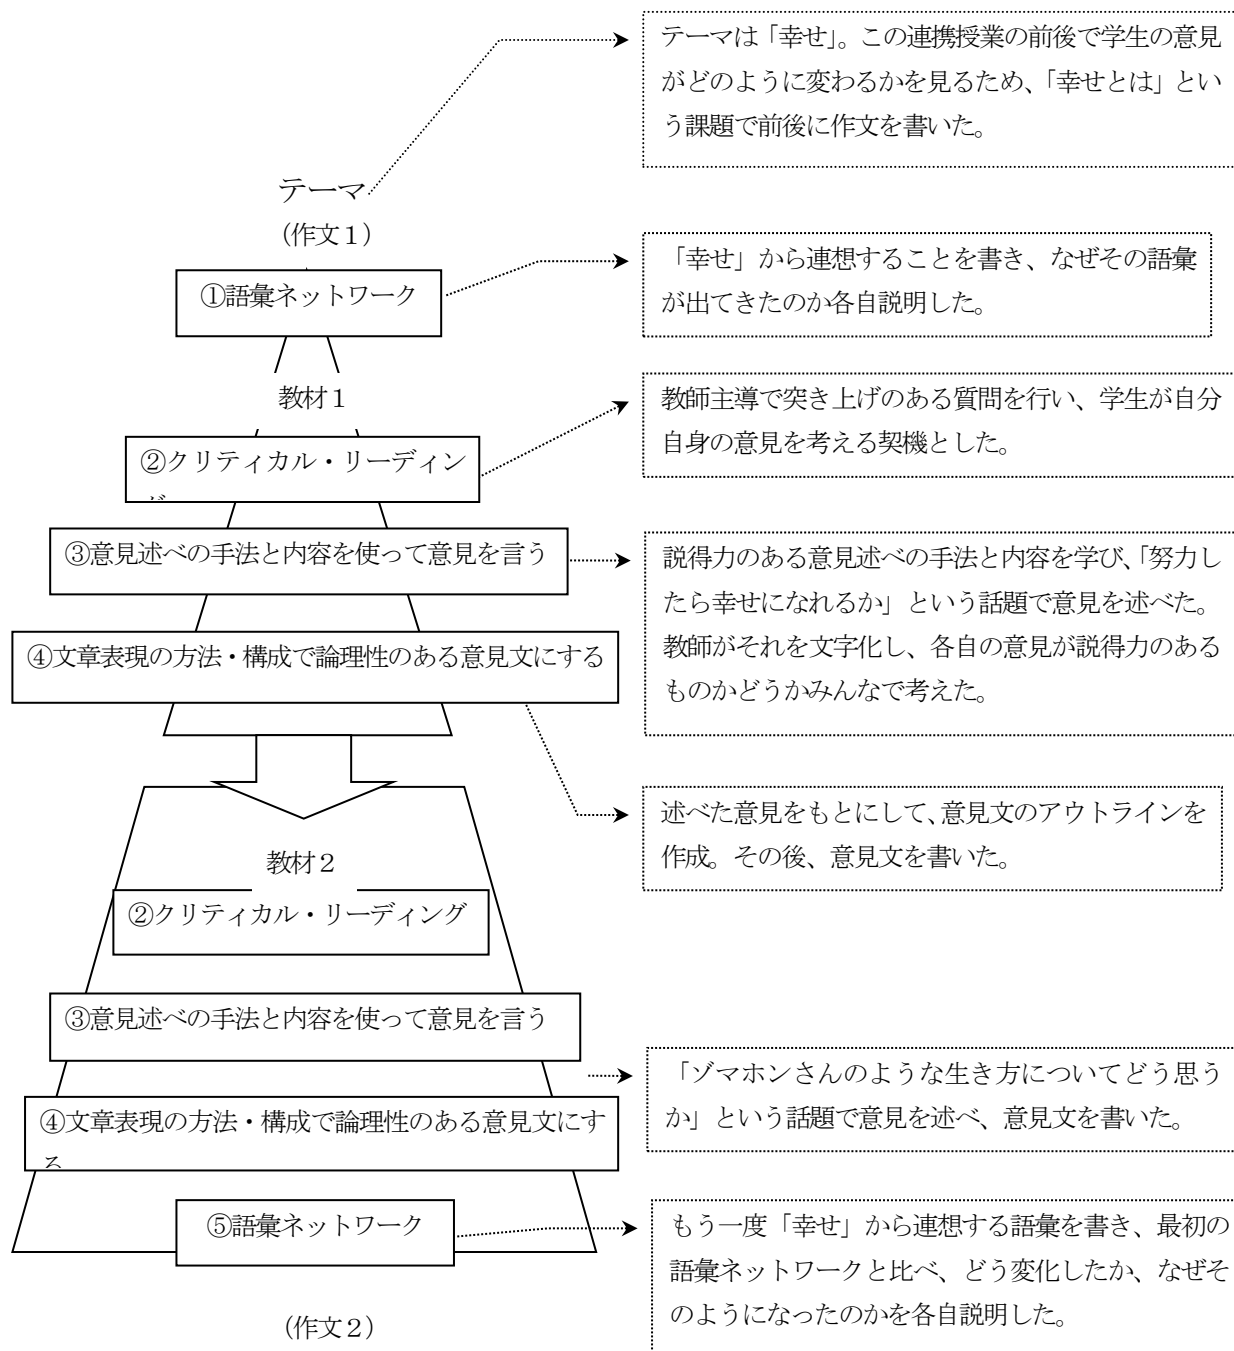 テーマは「幸せ」。この連携授業の前後で学生の意見
がどのように変わるかを見るため、「幸せとは」とい
う課題で前後に作文を書いた。
テーマ
（作文１）
①語彙ネットワーク
「幸せ」から連想することを書き、なぜその語彙
が出てきたのか各自説明した。
教材１
教師主導で突き上げのある質問を行い、学生が自分
自身の意見を考える契機とした。
②クリティカル・リーディン
③意見述べの手法と内容を使って意見を言う
説得力のある意見述べの手法と内容を学び、「努力し
たら幸せになれるか」という話題で意見を述べた。
教師がそれを文字化し、各自の意見が説得力のある
ものかどうかみんなで考えた。
④文章表現の方法・構成で論理性のある意見文にする
述べた意見をもとにして、意見文のアウトラインを
作成。その後、意見文を書いた。
教材２
②クリティカル・リーディング
③意見述べの手法と内容を使って意見を言う
「ゾマホンさんのような生き方についてどう思う
か」という話題で意見を述べ、意見文を書いた。
④文章表現の方法・構成で論理性のある意見文にす
⑤語彙ネットワーク
もう一度「幸せ」から連想する語彙を書き、最初の
語彙ネットワークと比べ、どう変化したか、なぜそ
のようになったのかを各自説明した。
（作文２）